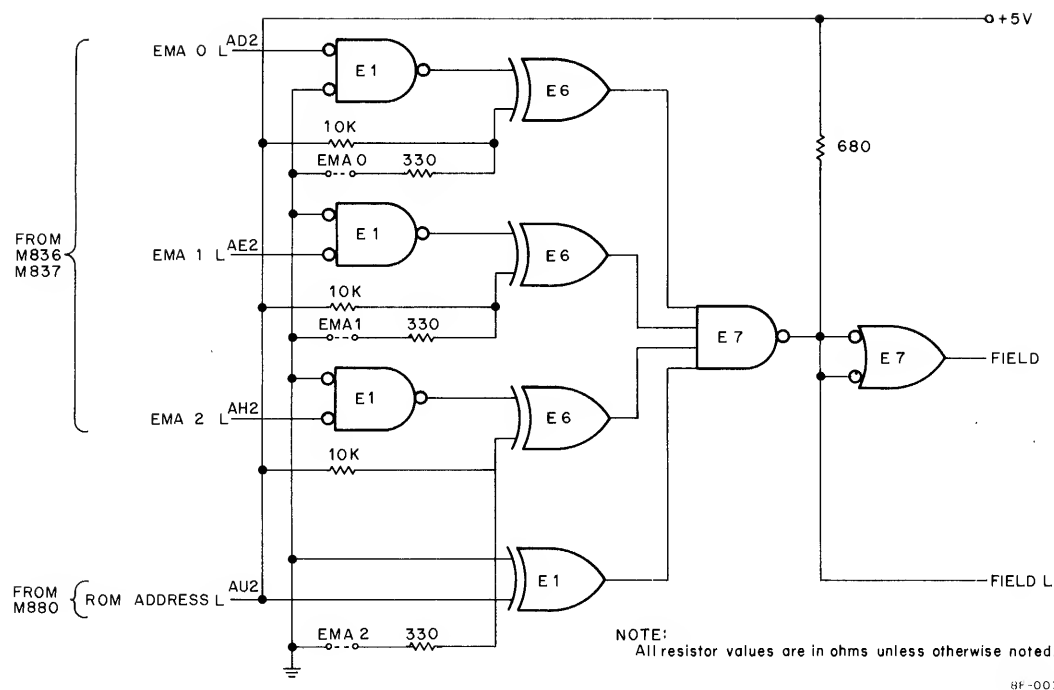 +5V
EMA 0 L AD2
E1
E6
10K
680
EMA 0 330
FROM
M836
M837
EMA 1 L AE2
E1
E6
10K
EMA1 330
E7
E7
FIELD
E1
EMA 2 L AH2
E6
10K
FROM
M880
ROM ADDRESS L AU2
E1
FIELD L
EMA 2 330
NOTE:
All resistor values are in ohms unless otherwise noted